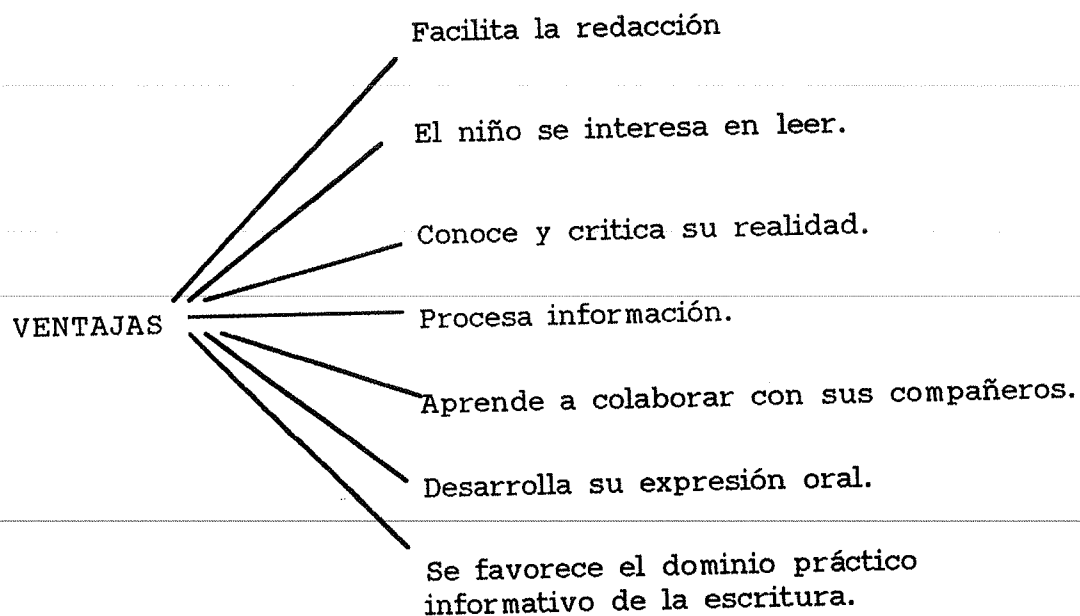 Facilita la redacción
El niño se interesa en leer.
Conoce y critica su realidad.
VENTAJAS
Procesa información.
Aprende a colaborar con sus compañeros.
Desarrolla su expresión oral.
Se favorece el dominio práctico
informativo de la escritura.